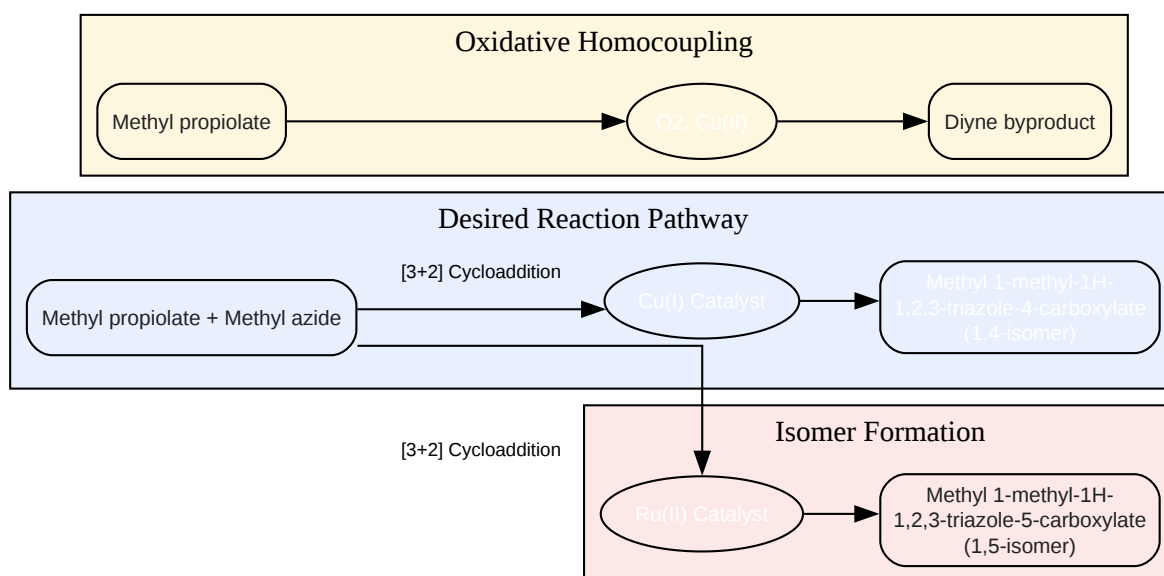 Oxidative Homocoupling
Methyl propiolate
O2, Cu(II)
Diyne byproduct
Desired Reaction Pathway
[3+2] Cycloaddition
Methyl propiolate + Methyl azide
Cu(I) Catalyst
Methyl 1-methyl-1H-
1,2,3-triazole-4-carboxylate
(1,4-isomer)
Isomer Formation
[3+2] Cycloaddition
Ru(II) Catalyst
Methyl 1-methyl-1H-
1,2,3-triazole-5-carboxylate
(1,5-isomer)